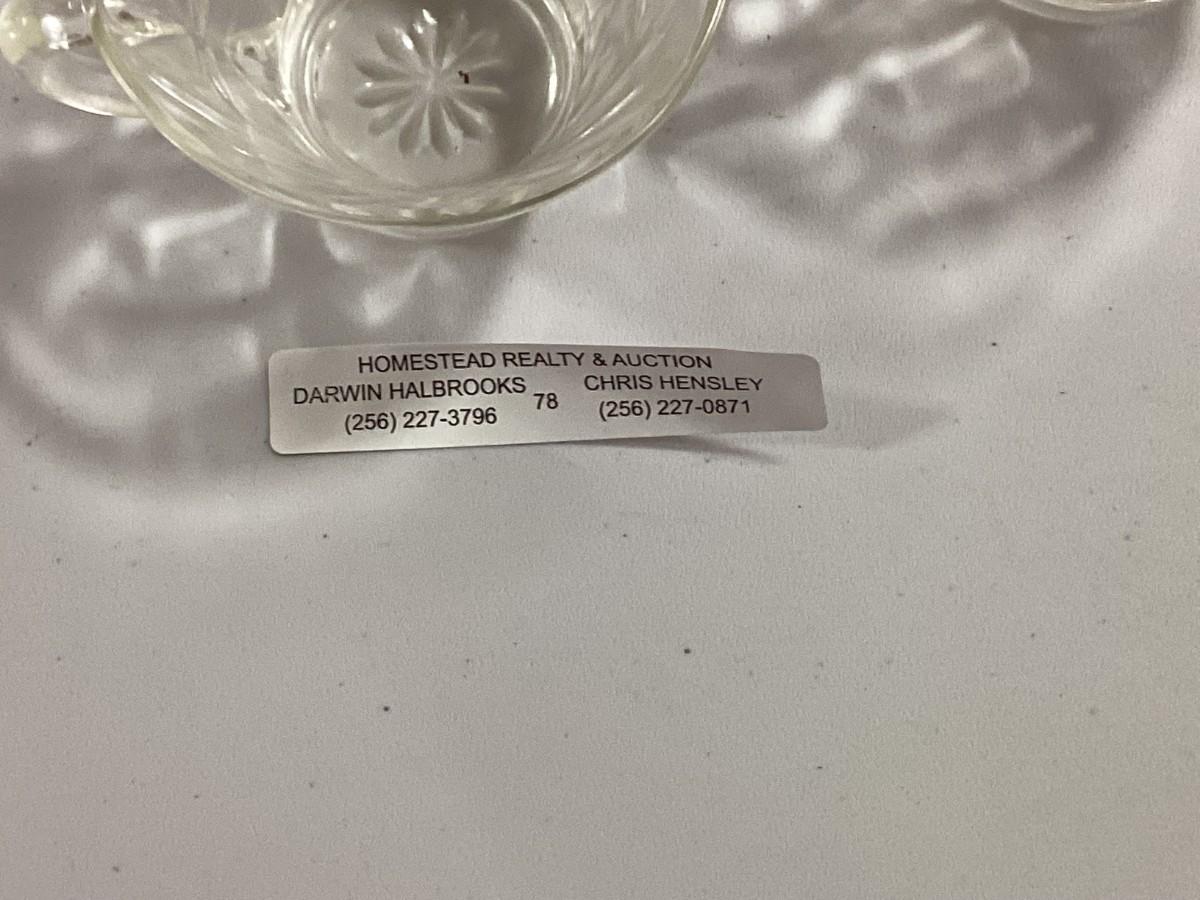 HOMESTEAD REALTY & AUCTION
DARWIN HALBROOKS 78 CHRIS HENSLEY
(256) 227-3796 (256) 227-0871